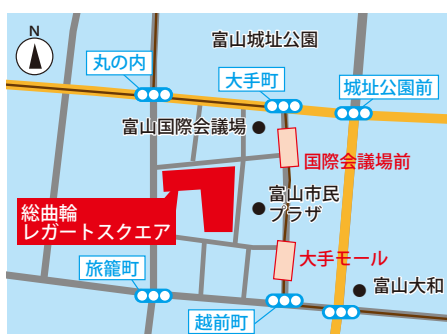 N
富山城址公園
丸の内
大手町
城址公園前
富山国際会議場
国際会議場前
富山市民
プラザ
総曲輪
レガートスクエア
大手モール
旅籠町
富山大和
越前町